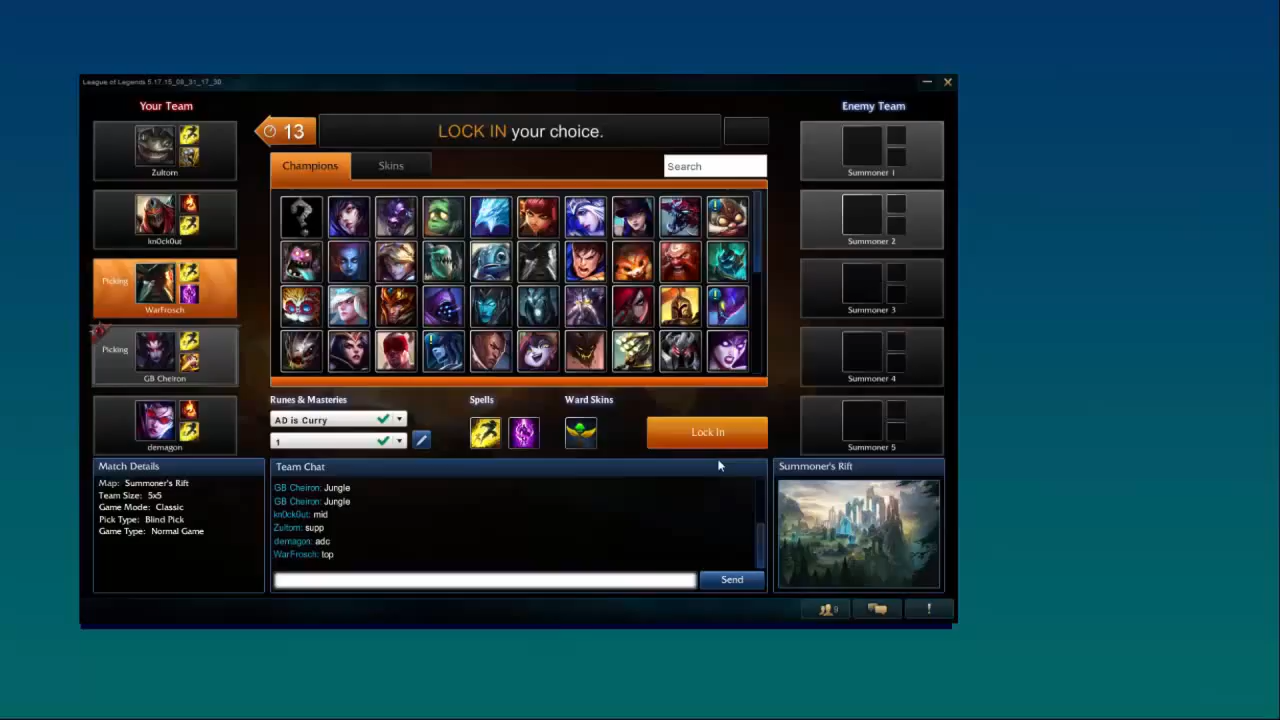 League of Legends 5.17.15_08_31_17_30
Your Team
Enemy Team
13
LOCK IN your choice.
Champions
Skins
Search
Zultorn
kn0ck0ut
Picking
WarFrosch
Picking
GB Cheiron
demagon
Summoner 1
Summoner 2
Summoner 3
Summoner 4
Summoner 5
Runes & Masteries
Spells
Ward Skins
AD is Curry
1
Lock In
Match Details
Map: Summoner's Rift
Team Size: 5x5
Game Mode: Classic
Pick Type: Blind Pick
Game Type: Normal Game
Team Chat
GB Cheiron: Jungle
GB Cheiron: Jungle
kn0ck0ut: mid
Zultorn: supp
demagon: adc
WarFrosch: top
Send
Summoner's Rift